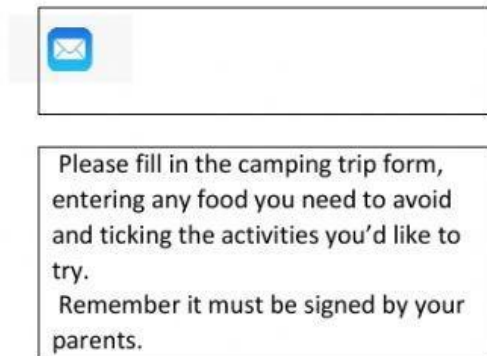 Please fill in the camping trip form,
entering any food you need to avoid
and ticking the activities you'd like to
try.
Remember it must be signed by your
parents.